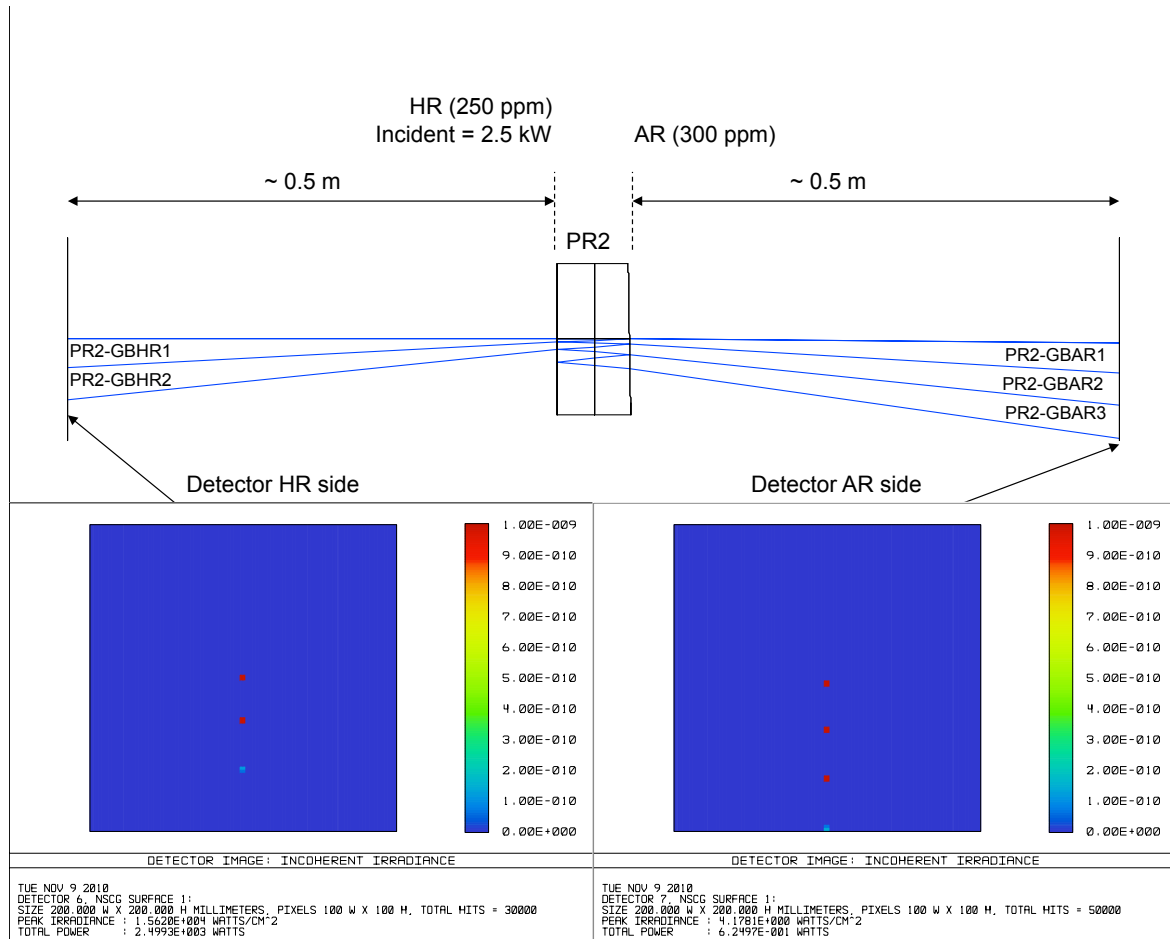 HR (250 ppm)
Incident = 2.5 kW
AR (300 ppm)
~ 0.5 m
~ 0.5 m
PR2
PR2-GBHR1
PR2-GBHR2
PR2-GBAR1
PR2-GBAR2
PR2-GBAR3
Detector HR side
Detector AR side
1.00E-009
9.00E-010
8.00E-010
7.00E-010
6.00E-010
5.00E-010
4.00E-010
3.00E-010
2.00E-010
1.00E-010
0.00E+000
1.00E-009
9.00E-010
8.00E-010
7.00E-010
6.00E-010
5.00E-010
4.00E-010
3.00E-010
2.00E-010
1.00E-010
0.00E+000
DETECTOR IMAGE: INCOHERENT IRRADIANCE
TUE NOV 9 2010
DETECTOR 6, NSCG SURFACE 1:
SIZE 200.000 W X 200.000 H MILLIMETERS, PIXELS 100 W X 100 H, TOTAL HITS = 30000
PEAK IRRADIANCE : 1.5620E+004 WATTS/CM^2
TOTAL POWER : 2.4993E+003 WATTS
DETECTOR IMAGE: INCOHERENT IRRADIANCE
TUE NOV 9 2010
DETECTOR 7, NSCG SURFACE 1:
SIZE 200.000 W X 200.000 H MILLIMETERS, PIXELS 100 W X 100 H, TOTAL HITS = 50000
PEAK IRRADIANCE : 4.1781E+000 WATTS/CM^2
TOTAL POWER : 6.2497E-001 WATTS